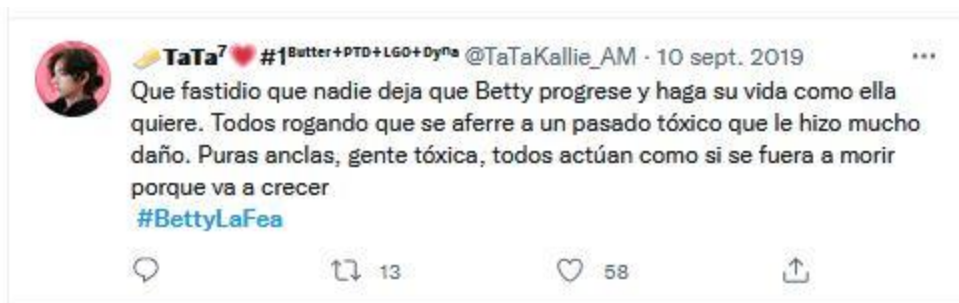 🧈TaTa⁷💗 #1ᴮᵘᵗᵗᵉʳ⁺ᴾᵀᴰ⁺ᴸᴳᴼ⁺ᴰʸⁿᵃ @TaTaKallie_AM · 10 sept. 2019
Que fastidio que nadie deja que Betty progrese y haga su vida como ella
quiere. Todos rogando que se aferre a un pasado tóxico que le hizo mucho
daño. Puras anclas, gente tóxica, todos actúan como si se fuera a morir
porque va a crecer
#BettyLaFea
13 58